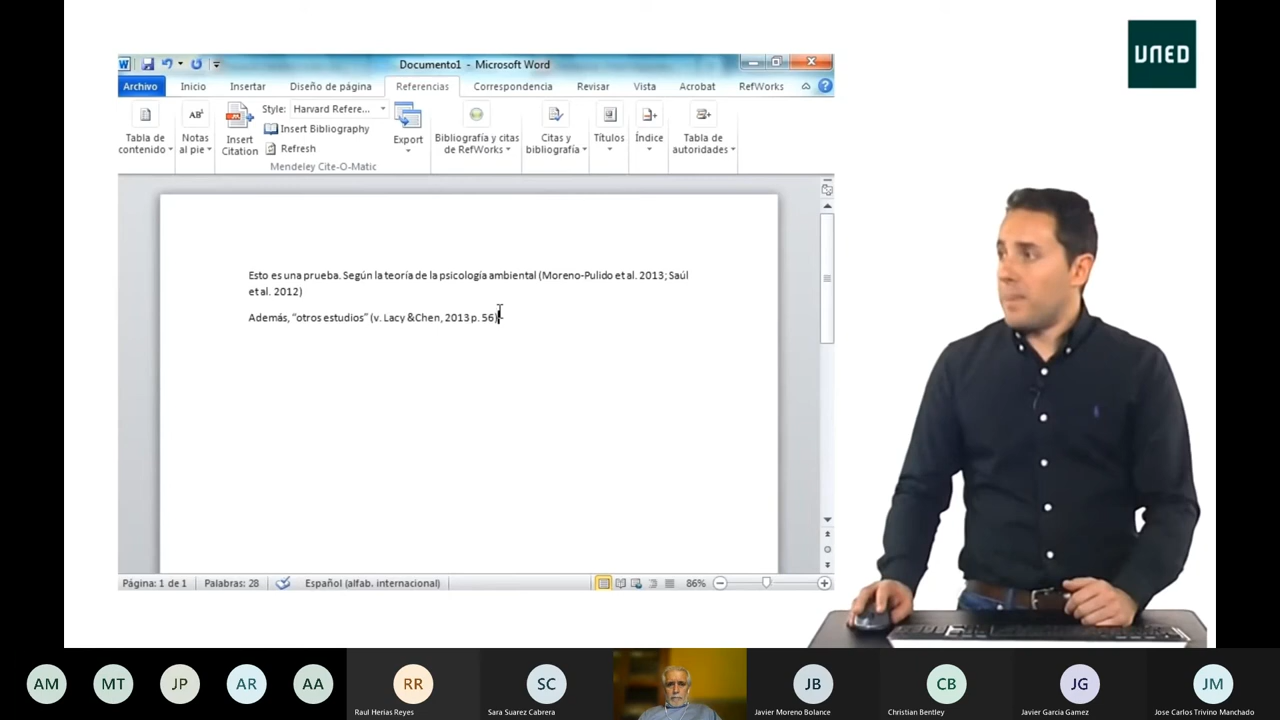 UNED
Documento1 - Microsoft Word
Archivo Inicio Insertar Diseño de página Referencias Correspondencia Revisar Vista Acrobat RefWorks
Tabla de contenido
Notas al pie
Insert Citation
Style: Harvard Refere...
Insert Bibliography
Refresh
Export
Bibliografía y citas de RefWorks
Citas y bibliografía
Títulos
Índice
Tabla de autoridades
Mendeley Cite-O-Matic
Esto es una prueba. Según la teoría de la psicología ambiental (Moreno-Pulido et al. 2013; Saúl
et al. 2012)
Además, “otros estudios” (v. Lacy &Chen, 2013 p. 56)
Página: 1 de 1 Palabras: 28 Español (alfab. internacional) 86%
AM MT JP AR AA RR SC JB CB JG JM
Raul Herias Reyes Sara Suarez Cabrera Javier Moreno Bolance Christian Bentley Javier Garcia Gamez Jose Carlos Trivino Manchado